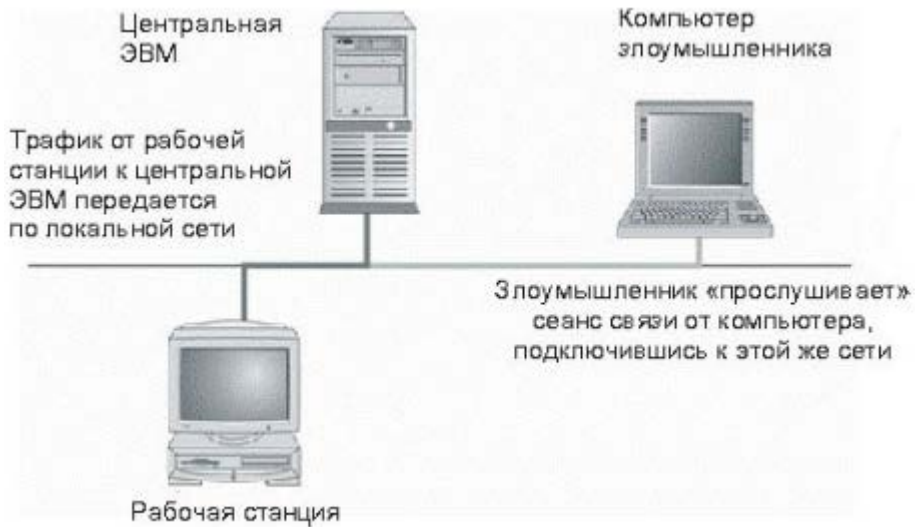 Центральная
ЭВМ
Компьютер
злоумышленника
Трафик от рабочей
станции к центральной
ЭВМ передается
по локальной сети
Злоумышленник «прослушивает»
сеанс связи от компьютера,
подключившись к этой же сети
Рабочая станция